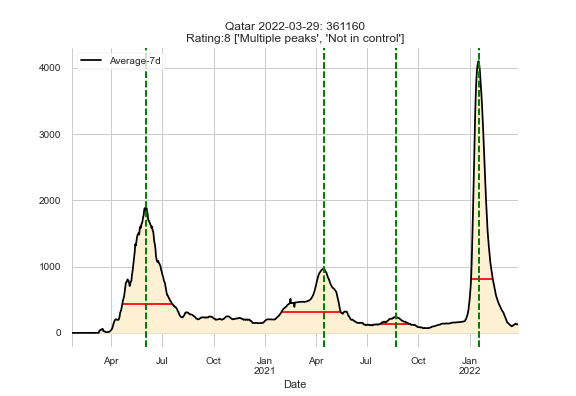 Qatar 2022-03-29: 361160
Rating:8 ['Multiple peaks', 'Not in control']
Average-7d
4000
3000
2000
1000
0
Apr
Jul
Oct
Jan
2021
Apr
Jul
Oct
Jan
2022
Date